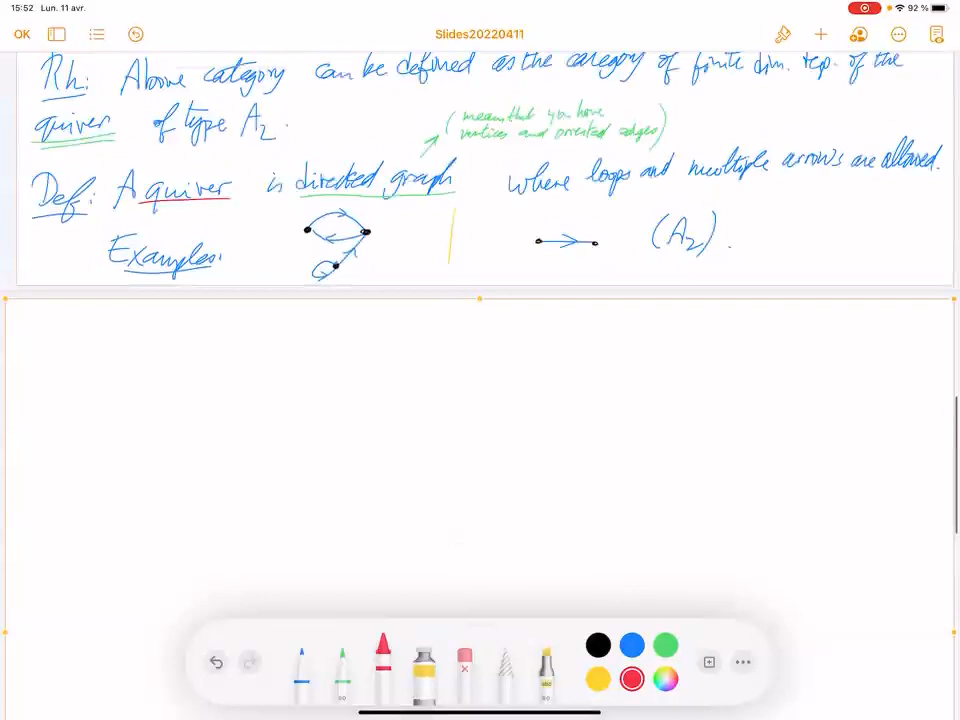 15:52 Lun. 11 avr.
92 %
OK
Slides20220411
Rk: Above category can be defined as the category of finite dim. rep. of the
quiver of type A2.
(means that you have
vertices and oriented edges)
Def: A quiver is directed graph where loops and multiple arrows are allowed.
Examples:
(A2).